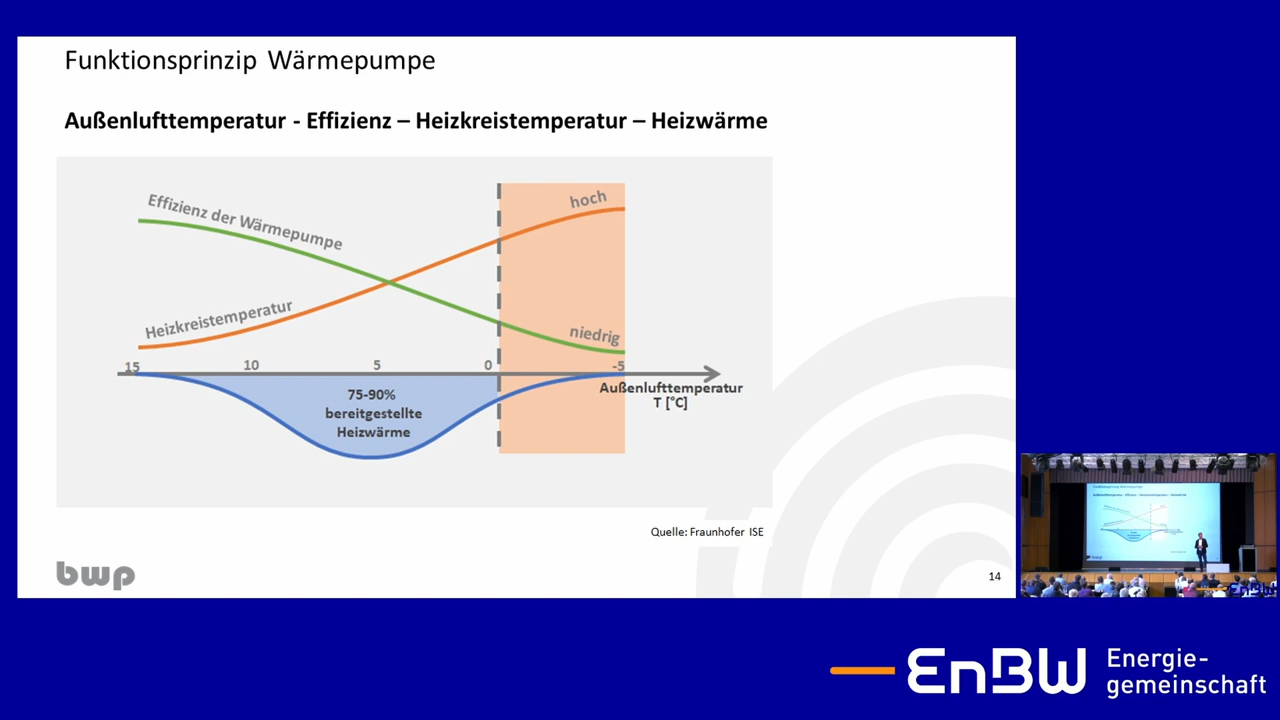 Funktionsprinzip Wärmepumpe
Außenlufttemperatur - Effizienz – Heizkreistemperatur – Heizwärme
Effizienz der Wärmepumpe
hoch
Heizkreistemperatur
niedrig
15 10 5 0 -5
Außenlufttemperatur
T [°C]
75-90%
bereitgestellte
Heizwärme
Quelle: Fraunhofer ISE
bwp
14
EnBW
Energie-
gemeinschaft